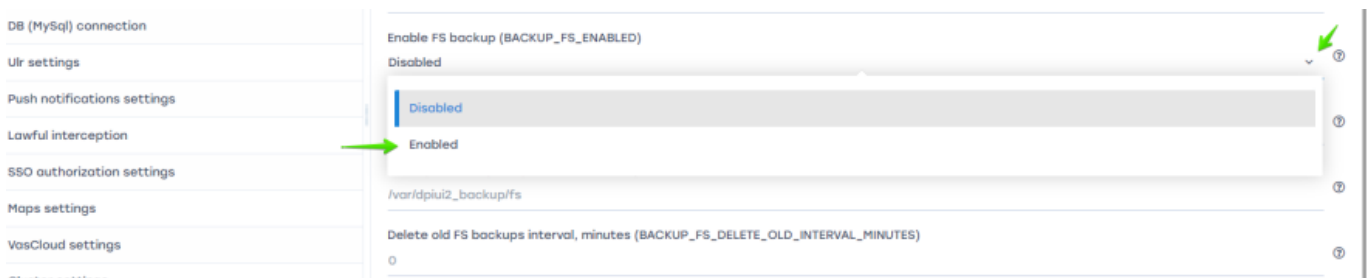 DB (MySql) connection
Ulr settings
Push notifications settings
Lawful interception
SSO authorization settings
Maps settings
VasCloud settings
Enable FS backup (BACKUP_FS_ENABLED)
Disabled
Disabled
Enabled
/var/dpiui2_backup/fs
Delete old FS backups interval, minutes (BACKUP_FS_DELETE_OLD_INTERVAL_MINUTES)
0